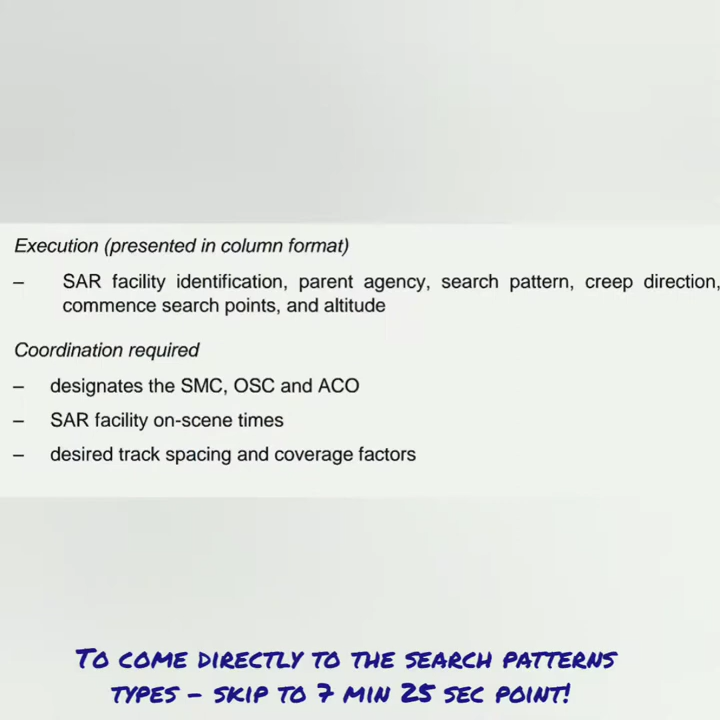 Execution (presented in column format)
– SAR facility identification, parent agency, search pattern, creep direction,
commence search points, and altitude
Coordination required
– designates the SMC, OSC and ACO
– SAR facility on-scene times
– desired track spacing and coverage factors
To come directly to the search patterns
types – skip to 7 min 25 sec point!